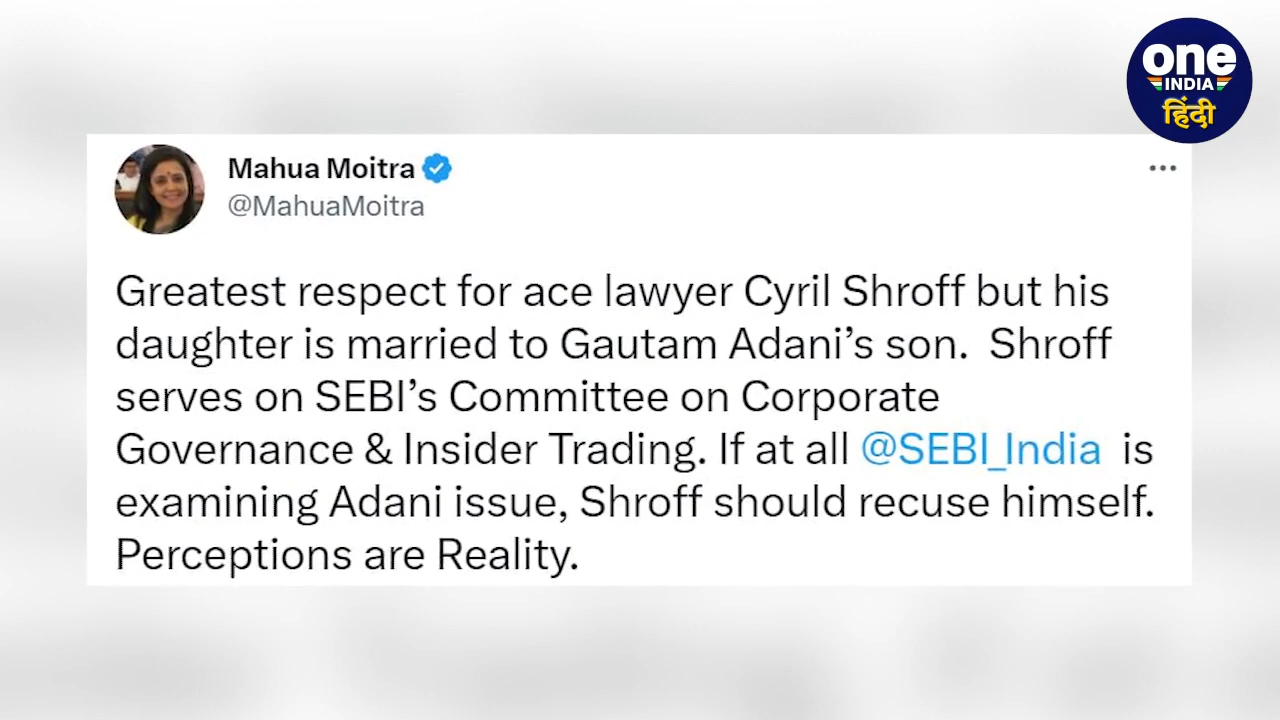 one
INDIA
हिंदी
Mahua Moitra
@MahuaMoitra
Greatest respect for ace lawyer Cyril Shroff but his
daughter is married to Gautam Adani’s son.  Shroff
serves on SEBI’s Committee on Corporate
Governance & Insider Trading. If at all @SEBI_India  is
examining Adani issue, Shroff should recuse himself.
Perceptions are Reality.